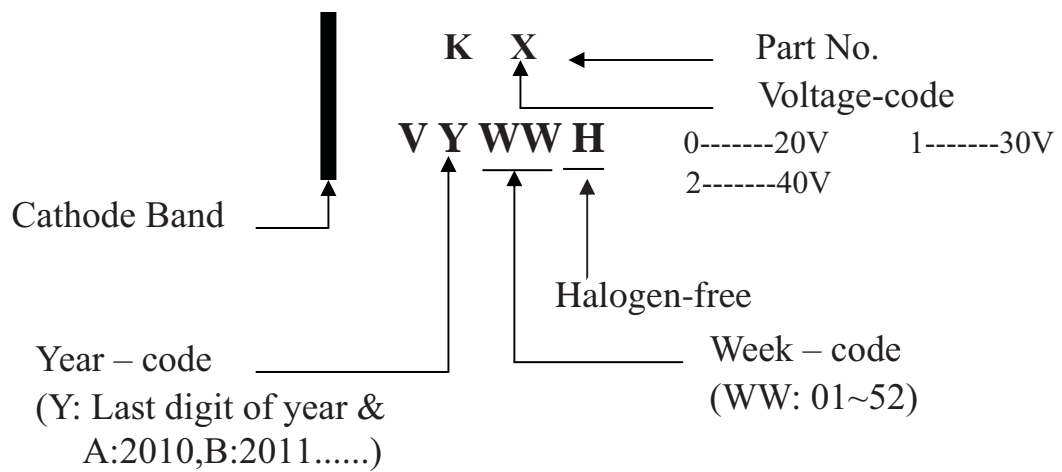 K X
Part No.
Voltage-code
V Y WW H
0-------20V 1-------30V
2-------40V
Cathode Band
Halogen-free
Year – code
(Y: Last digit of year &
A:2010,B:2011......)
Week – code
(WW: 01~52)